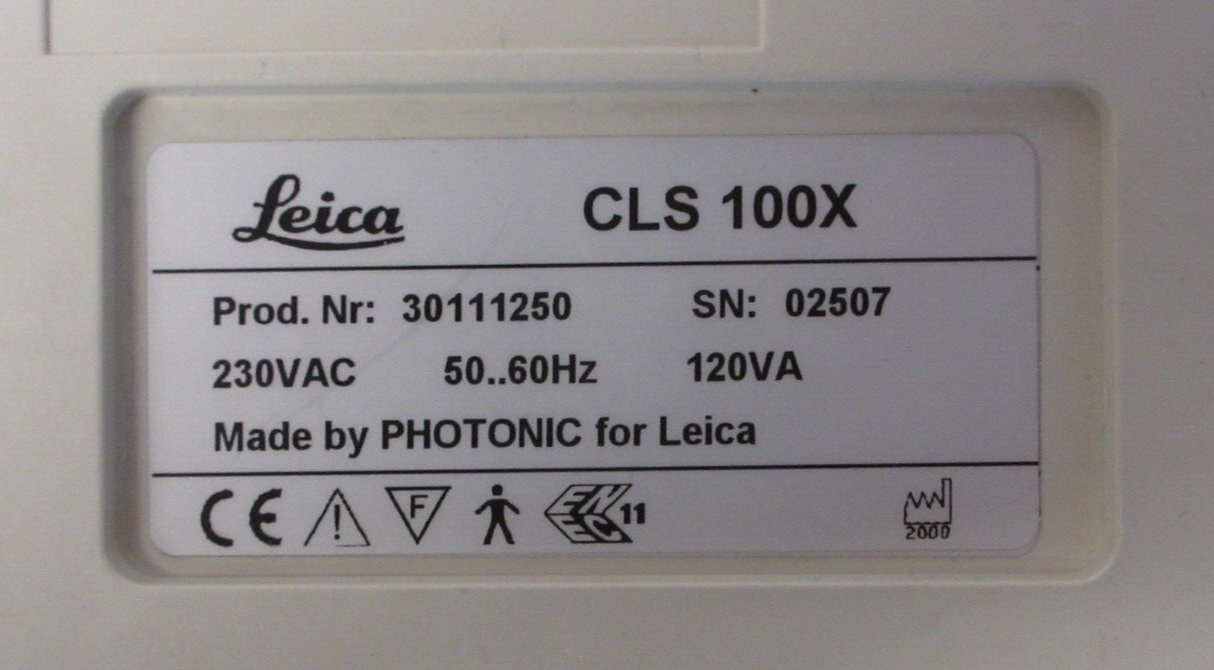 Leica CLS 100X
Prod. Nr: 30111250 SN: 02507
230VAC 50..60Hz 120VA
Made by PHOTONIC for Leica
CE ! F ENEC 11 2000